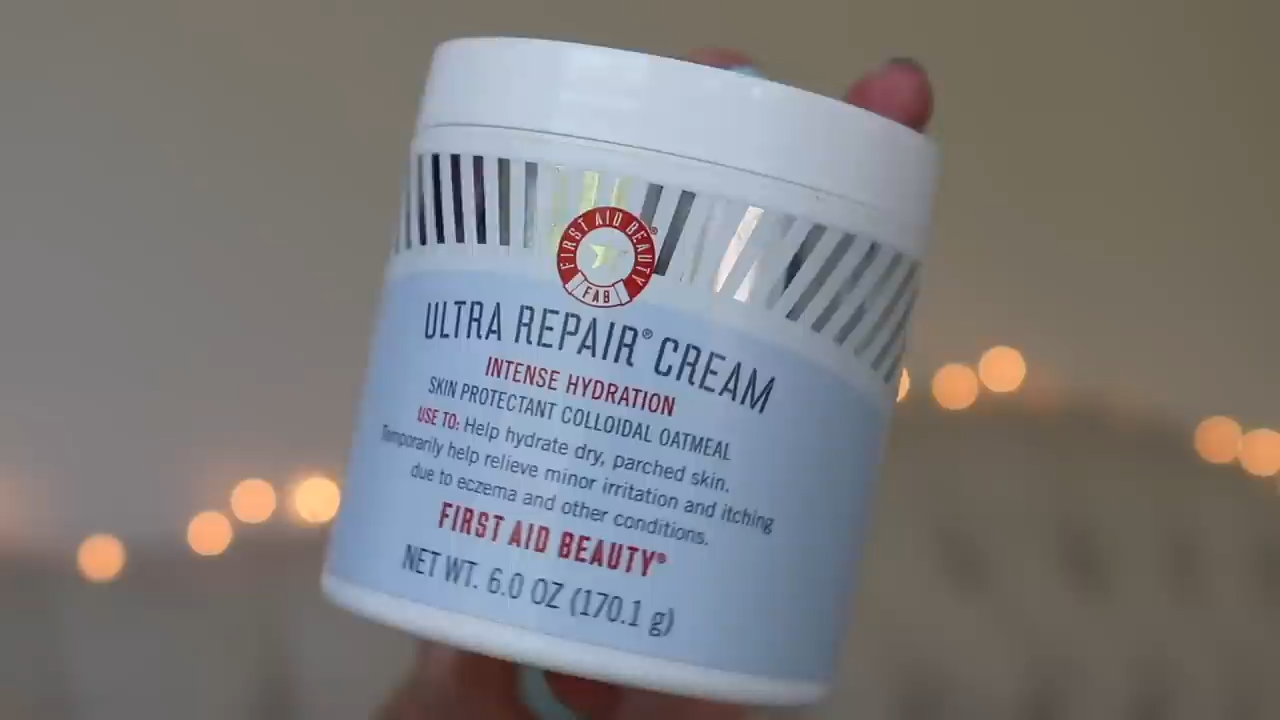 FIRST AID BEAUTY®
FAB
ULTRA REPAIR® CREAM
INTENSE HYDRATION
SKIN PROTECTANT COLLOIDAL OATMEAL
USE TO: Help hydrate dry, parched skin.
Temporarily help relieve minor irritation and itching
due to eczema and other conditions.
FIRST AID BEAUTY®
NET WT. 6.0 OZ (170.1 g)